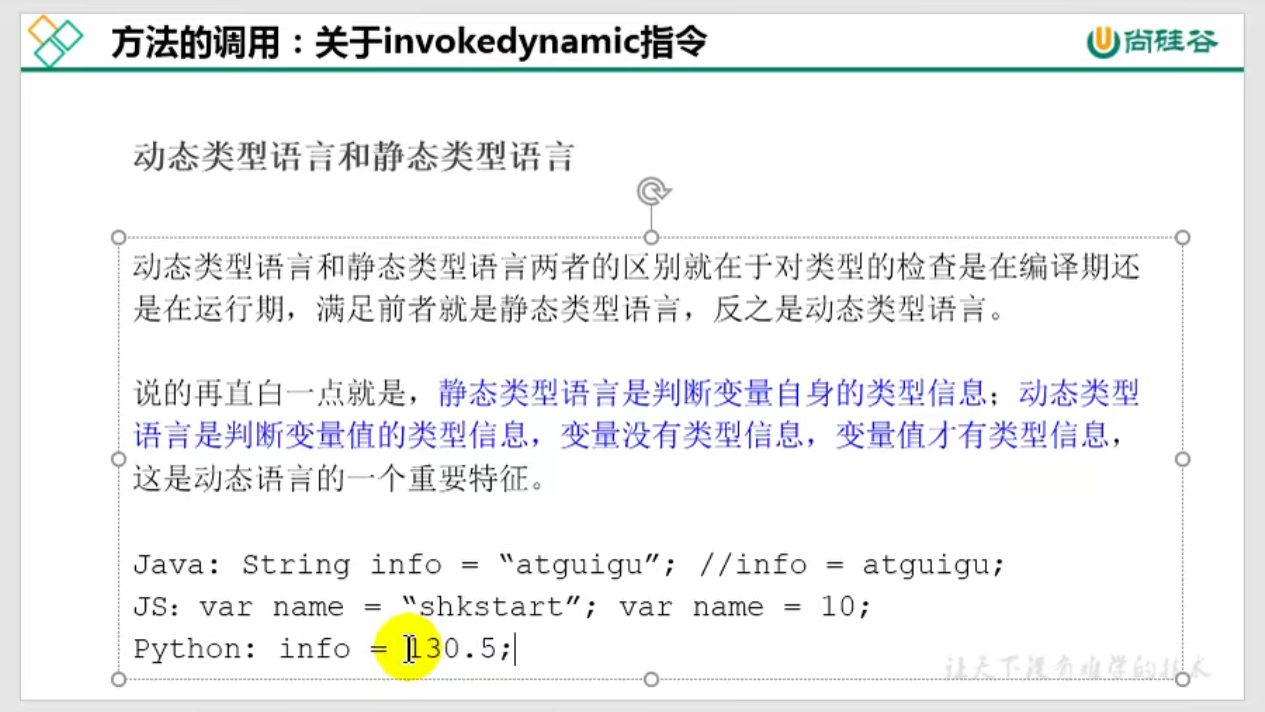 方法的调用：关于invokedynamic指令
尚硅谷
动态类型语言和静态类型语言
动态类型语言和静态类型语言两者的区别就在于对类型的检查是在编译期还
是在运行期，满足前者就是静态类型语言，反之是动态类型语言。
说的再直白一点就是，静态类型语言是判断变量自身的类型信息；动态类型
语言是判断变量值的类型信息，变量没有类型信息，变量值才有类型信息，
这是动态语言的一个重要特征。
Java: String info = “atguigu”; //info = atguigu;
JS: var name = “shkstart”; var name = 10;
Python: info = 130.5;
让天下没有难学的技术